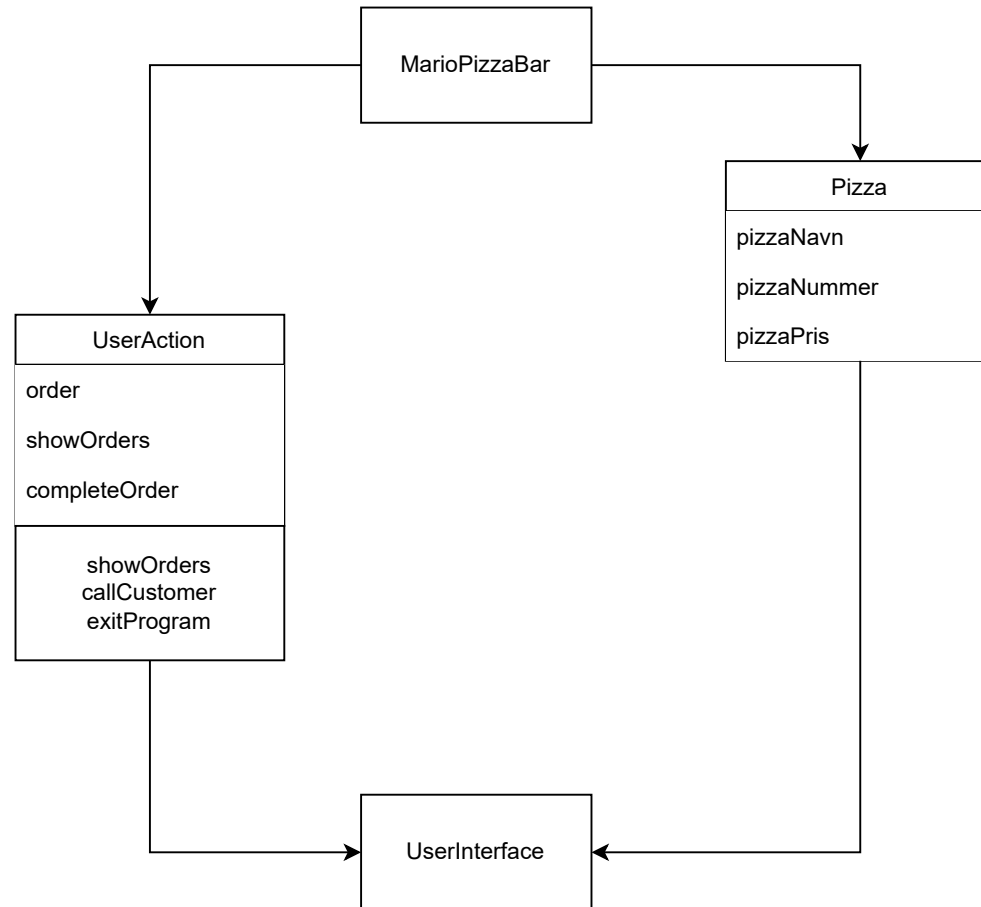 MarioPizzaBar
Pizza
pizzaNavn
pizzaNummer
pizzaPris
UserAction
order
showOrders
completeOrder
showOrders
callCustomer
exitProgram
UserInterface